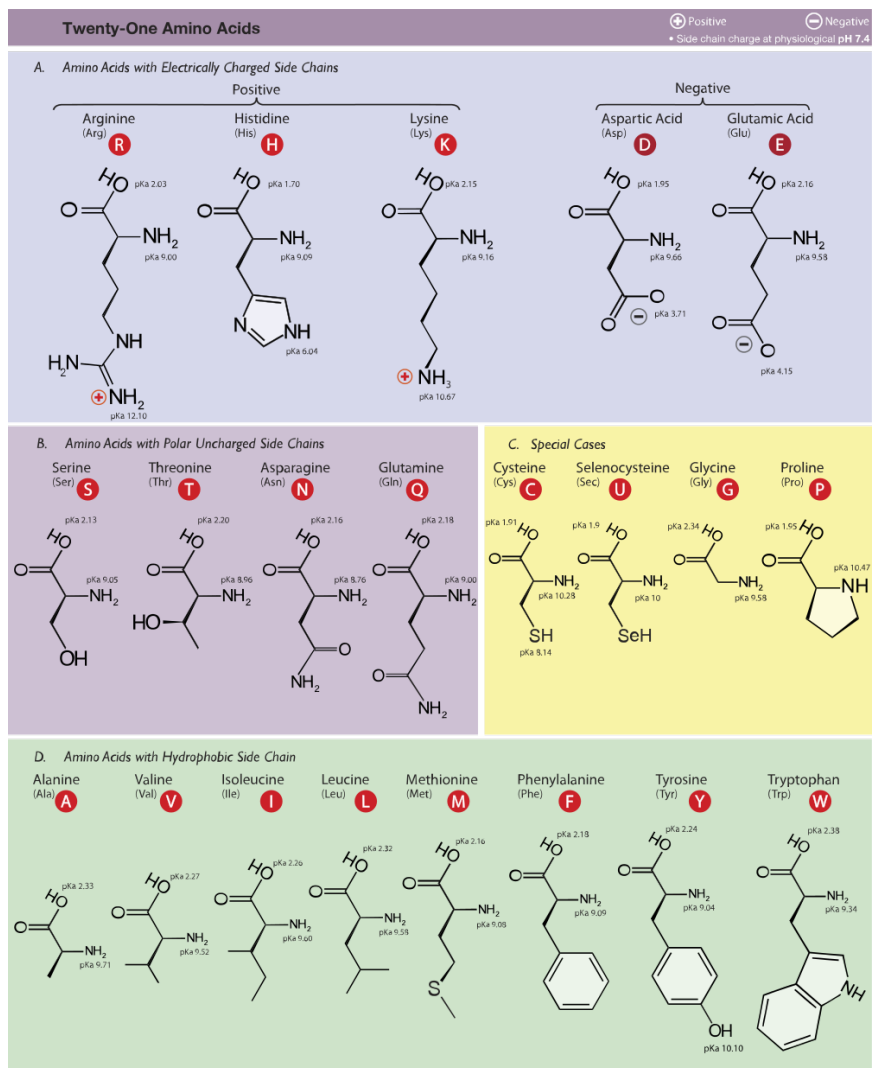 Twenty-One Amino Acids
+ Positive
− Negative
• Side chain charge at physiological pH 7.4
A. Amino Acids with Electrically Charged Side Chains
Positive
Negative
Arginine
(Arg) R
Histidine
(His) H
Lysine
(Lys) K
Aspartic Acid
(Asp) D
Glutamic Acid
(Glu) E
HO pKa 2.03
O
NH2
pKa 9.00
NH
H2N
+ NH2
pKa 12.10
HO pKa 1.70
O
NH2
pKa 9.09
N
NH
pKa 6.04
HO pKa 2.15
O
NH2
pKa 9.16
+ NH3
pKa 10.67
HO pKa 1.95
O
NH2
pKa 9.66
O
O − pKa 3.71
HO pKa 2.16
O
NH2
pKa 9.58
O
− O
pKa 4.15
B. Amino Acids with Polar Uncharged Side Chains
Serine
(Ser) S
Threonine
(Thr) T
Asparagine
(Asn) N
Glutamine
(Gln) Q
pKa 2.13
HO
O
pKa 9.05
NH2
OH
pKa 2.20
HO
O
pKa 8.96
NH2
HO
pKa 2.16
HO
O
pKa 8.76
NH2
O
NH2
pKa 2.18
HO
O
pKa 9.00
NH2
O
NH2
C. Special Cases
Cysteine
(Cys) C
Selenocysteine
(Sec) U
Glycine
(Gly) G
Proline
(Pro) P
pKa 1.91
HO
O
NH2
pKa 10.28
SH
pKa 8.14
pKa 1.9
HO
O
NH2
pKa 10
SeH
pKa 2.34
HO
O
NH2
pKa 9.58
pKa 1.95
HO
O
pKa 10.47
NH
D. Amino Acids with Hydrophobic Side Chain
Alanine
(Ala) A
Valine
(Val) V
Isoleucine
(Ile) I
Leucine
(Leu) L
Methionine
(Met) M
Phenylalanine
(Phe) F
Tyrosine
(Tyr) Y
Tryptophan
(Trp) W
pKa 2.33
HO
O
NH2
pKa 9.71
pKa 2.27
HO
O
NH2
pKa 9.52
pKa 2.26
HO
O
NH2
pKa 9.60
pKa 2.32
HO
O
NH2
pKa 9.58
pKa 2.16
HO
O
NH2
pKa 9.08
S
pKa 2.18
HO
O
NH2
pKa 9.09
pKa 2.24
HO
O
NH2
pKa 9.04
OH
pKa 10.10
pKa 2.38
HO
O
NH2
pKa 9.34
NH